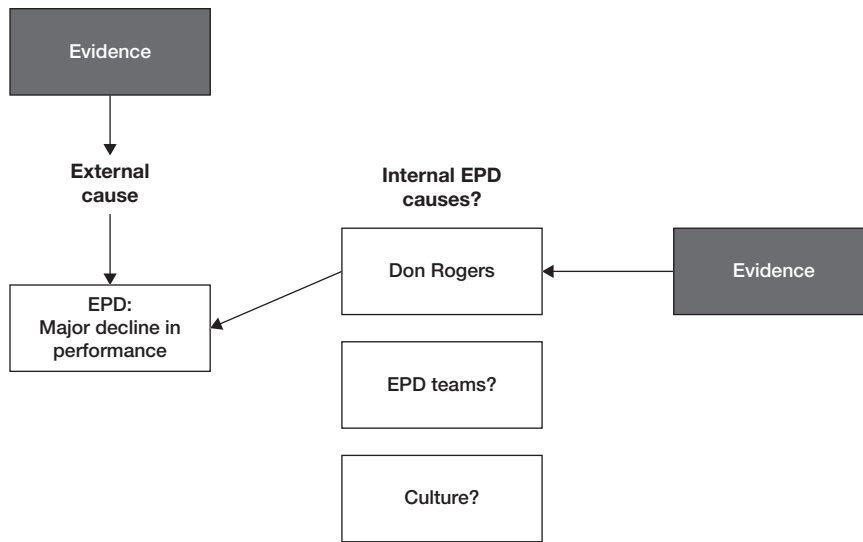 Evidence
External
cause
EPD:
Major decline in
performance
Internal EPD
causes?
Don Rogers
Evidence
EPD teams?
Culture?